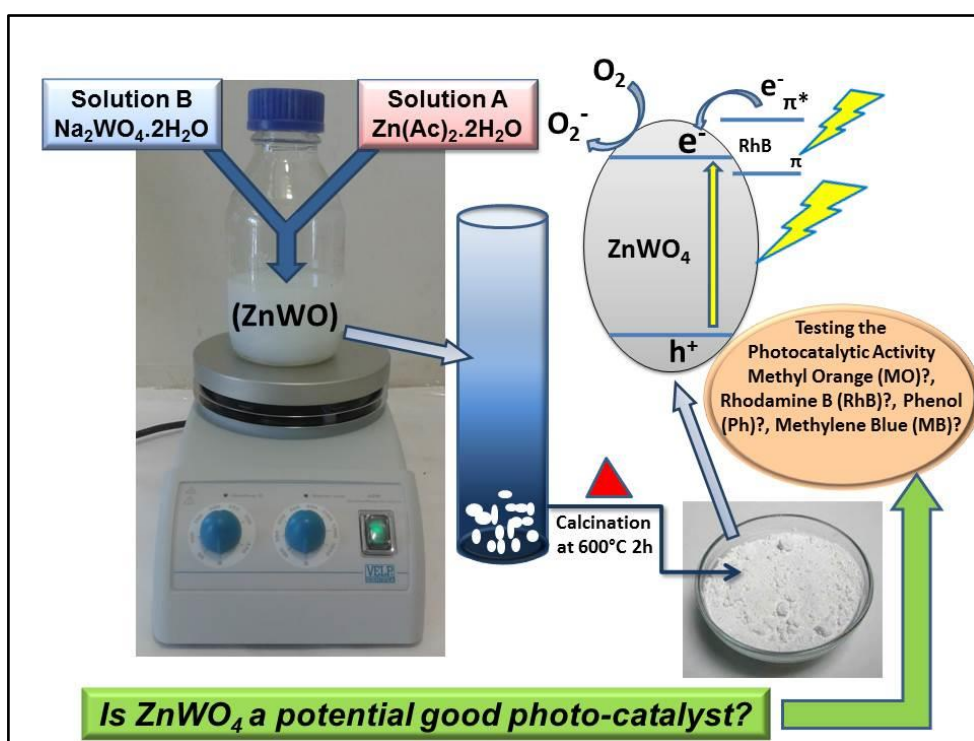 Solution B
Na₂WO₄.2H₂O
Solution A
Zn(Ac)₂.2H₂O
(ZnWO)
VELP
O₂
O₂⁻
e⁻
π*
e⁻
RhB
π
ZnWO₄
h⁺
Testing the
Photocatalytic Activity
Methyl Orange (MO)?,
Rhodamine B (RhB)?, Phenol
(Ph)?, Methylene Blue (MB)?
Calcination
at 600°C 2h
Is ZnWO₄ a potential good photo-catalyst?